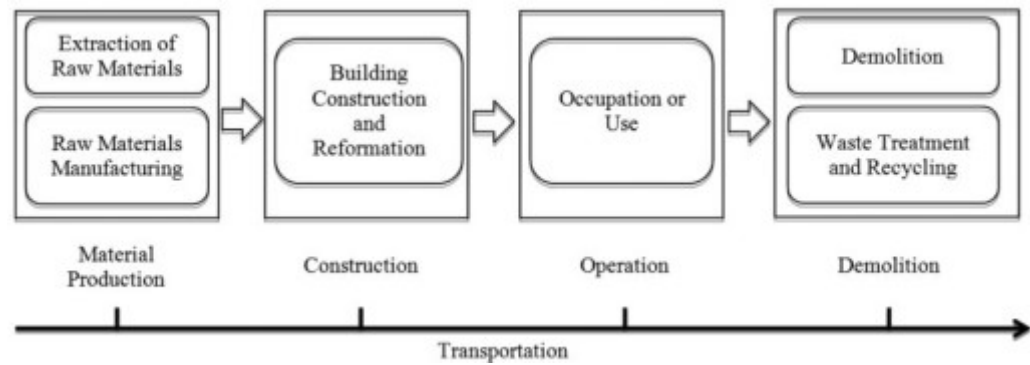 Extraction of
Raw Materials
Raw Materials
Manufacturing
Building
Construction
and
Reformation
Occupation or
Use
Demolition
Waste Treatment
and Recycling
Material
Production
Construction
Operation
Demolition
Transportation